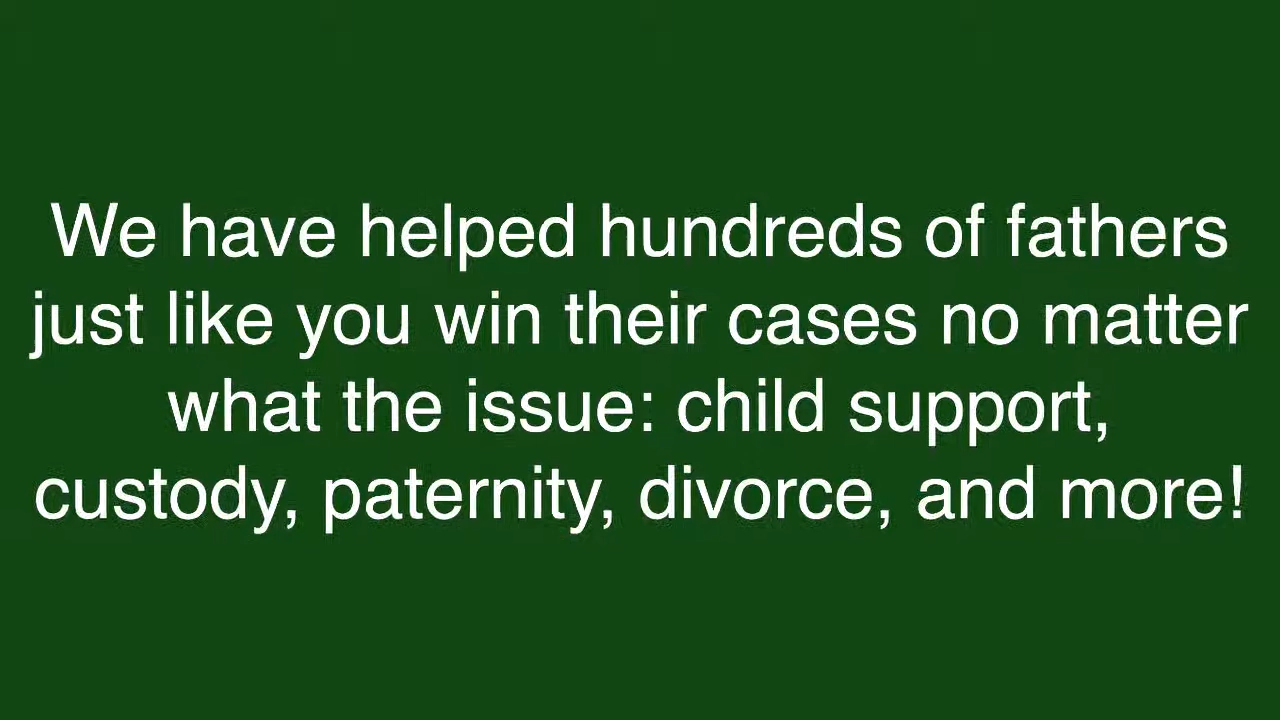 We have helped hundreds of fathers
just like you win their cases no matter
what the issue: child support,
custody, paternity, divorce, and more!